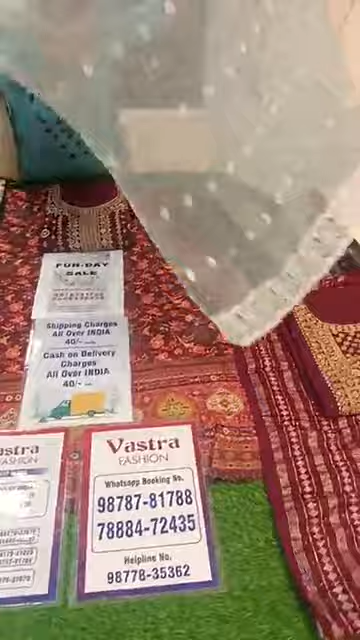 FUN-DAY
SALE
Shipping Charges
All Over INDIA
40/-
Cash on Delivery
Charges
All Over INDIA
40/-
FASHION
Vastra
FASHION
Whatsapp Booking No.
98787-81788
78884-72435
Helpline No.
98778-35362